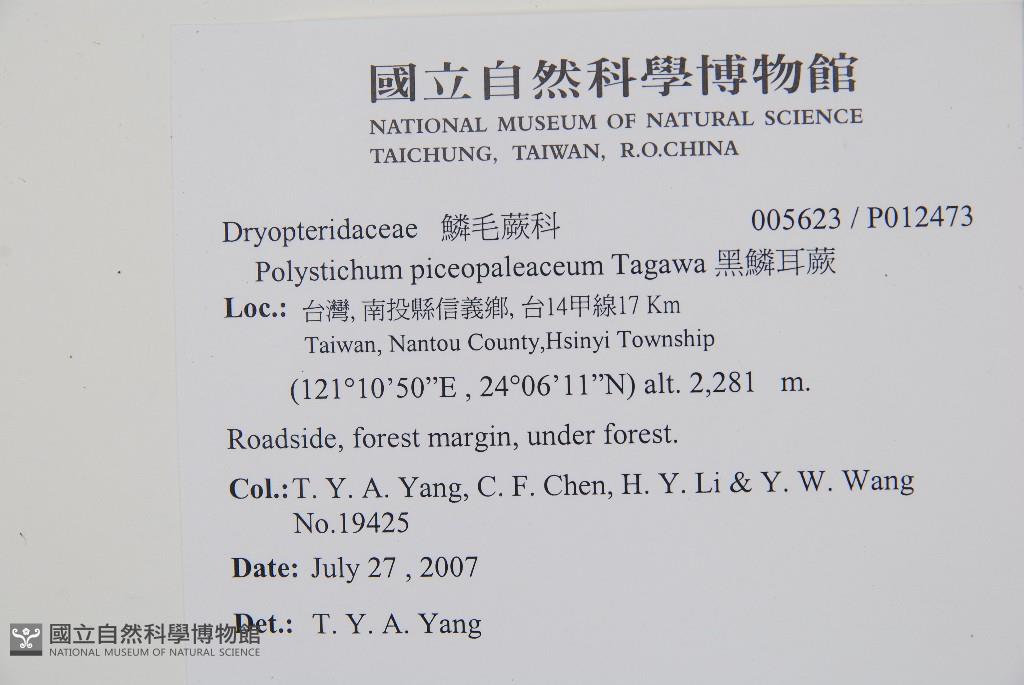 國立自然科學博物館
NATIONAL MUSEUM OF NATURAL SCIENCE
TAICHUNG, TAIWAN, R.O.CHINA
Dryopteridaceae 鱗毛蕨科 005623 / P012473
Polystichum piceopaleaceum Tagawa 黑鱗耳蕨
Loc.: 台灣, 南投縣信義鄉, 台14甲線17 Km
Taiwan, Nantou County,Hsinyi Township
(121°10’50”E , 24°06’11”N) alt. 2,281 m.
Roadside, forest margin, under forest.
Col.:T. Y. A. Yang, C. F. Chen, H. Y. Li & Y. W. Wang
No.19425
Date: July 27 , 2007
Det.: T. Y. A. Yang
國立自然科學博物館
NATIONAL MUSEUM OF NATURAL SCIENCE